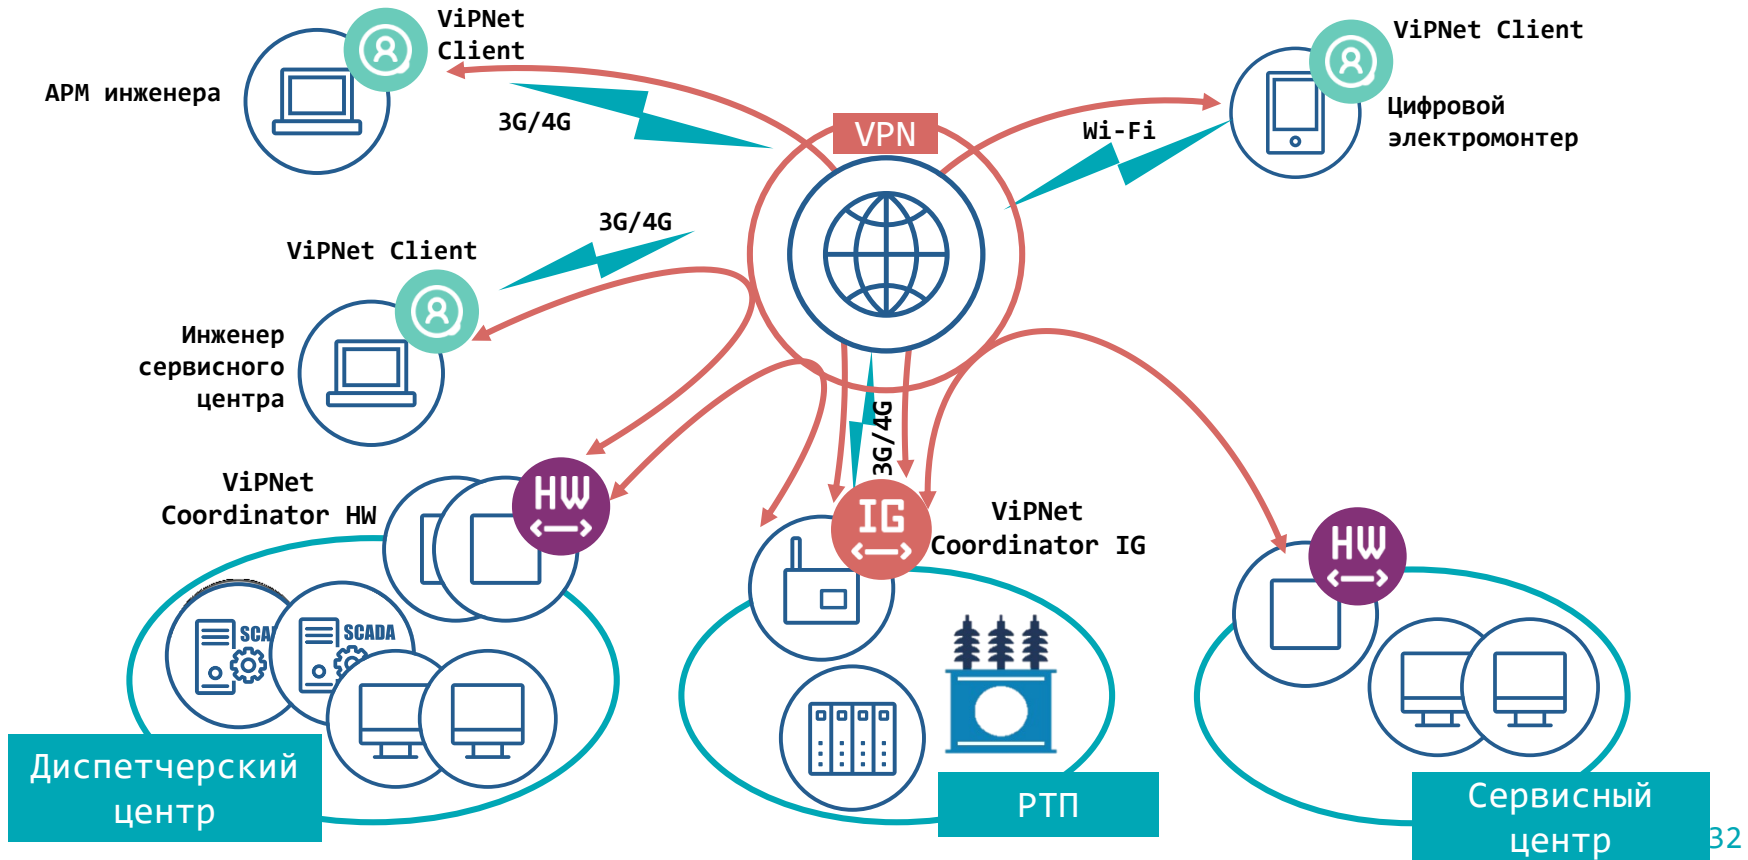 ViPNet
Client
АРМ инженера
3G/4G
VPN
Wi-Fi
ViPNet Client
Цифровой
электромонтер
3G/4G
ViPNet Client
Инженер
сервисного
центра
3G/4G
ViPNet
Coordinator HW
HW
IG
ViPNet
Coordinator IG
HW
SCA
SCADA
Диспетчерский
центр
РТП
Сервисный
центр
32